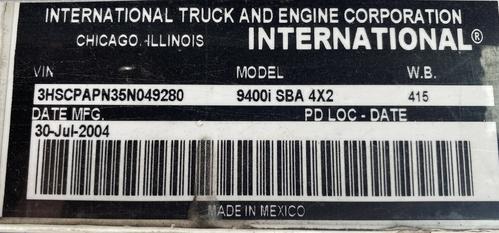 INTERNATIONAL TRUCK AND ENGINE CORPORATION
CHICAGO, ILLINOIS INTERNATIONAL®
VIN MODEL W.B.
3HSCPAPN35N049280 9400i SBA 4X2 415
DATE MFG. PD LOC - DATE
30-Jul-2004
MADE IN MEXICO